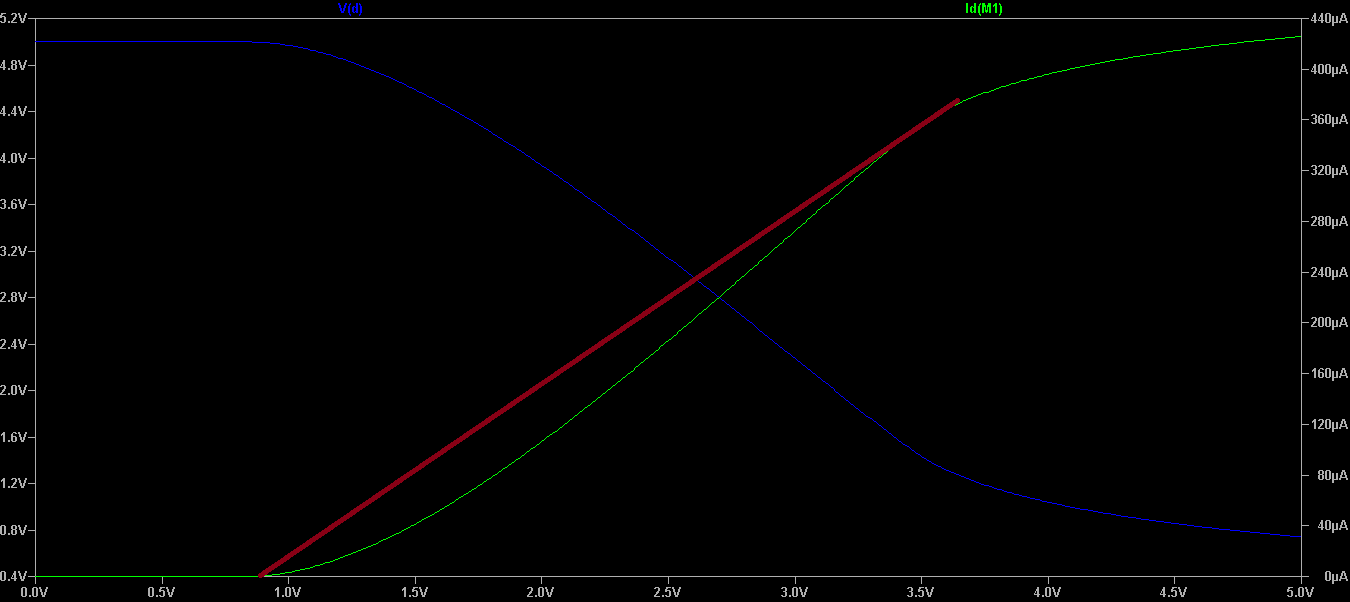 V(d) Id(M1)
5.2V 440µA
4.8V 400µA
4.4V 360µA
4.0V 320µA
3.6V 280µA
3.2V 240µA
2.8V 200µA
2.4V 160µA
2.0V 120µA
1.6V 80µA
1.2V 40µA
0.8V 0µA
0.4V
0.0V 0.5V 1.0V 1.5V 2.0V 2.5V 3.0V 3.5V 4.0V 4.5V 5.0V